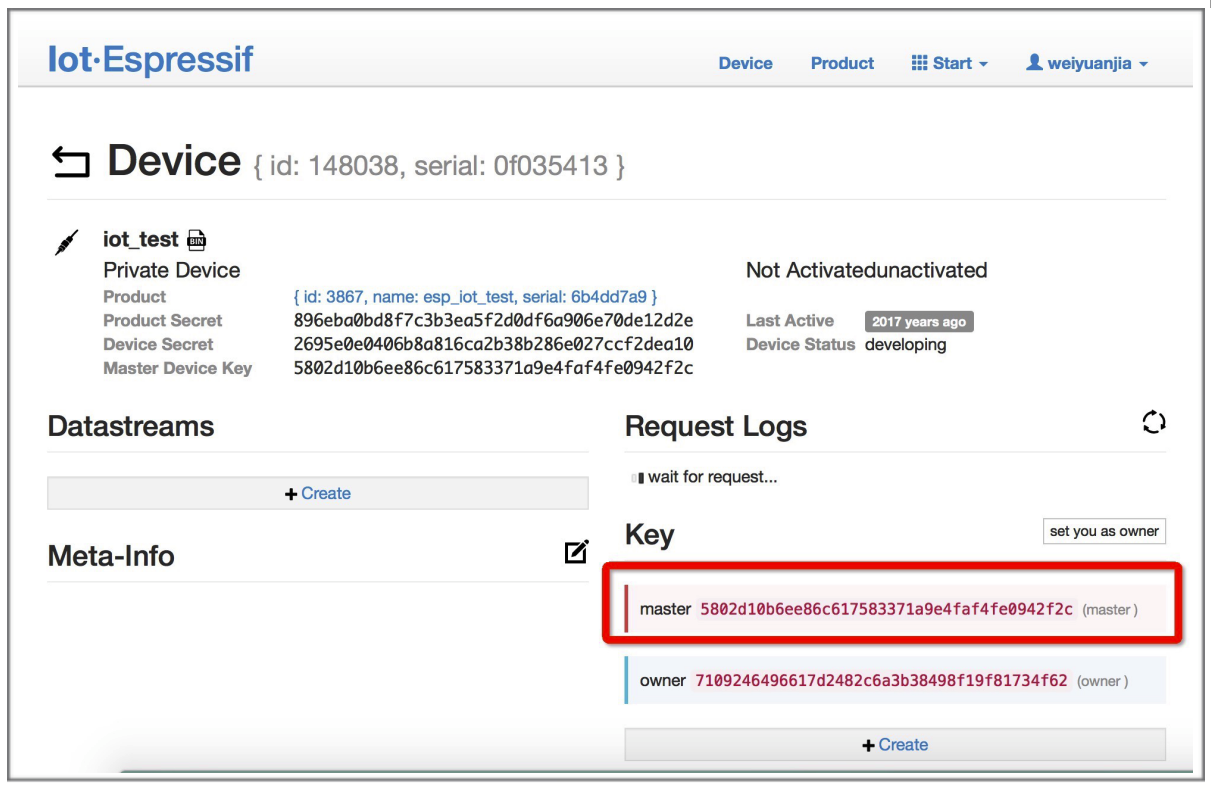 Iot·Espressif
Device Product Start weiyuanjia
Device { id: 148038, serial: 0f035413 }
iot_test BIN
Private Device
Not Activatedunactivated
Product { id: 3867, name: esp_iot_test, serial: 6b4dd7a9 }
Product Secret 896eba0bd8f7c3b3ea5f2d0df6a906e70de12d2e
Last Active 2017 years ago
Device Secret 2695e0e0406b8a816ca2b38b286e027ccf2dea10
Device Status developing
Master Device Key 5802d10b6ee86c617583371a9e4faf4fe0942f2c
Datastreams
+ Create
Meta-Info
Request Logs
wait for request...
Key
set you as owner
master 5802d10b6ee86c617583371a9e4faf4fe0942f2c (master )
owner 7109246496617d2482c6a3b38498f19f81734f62 (owner )
+ Create